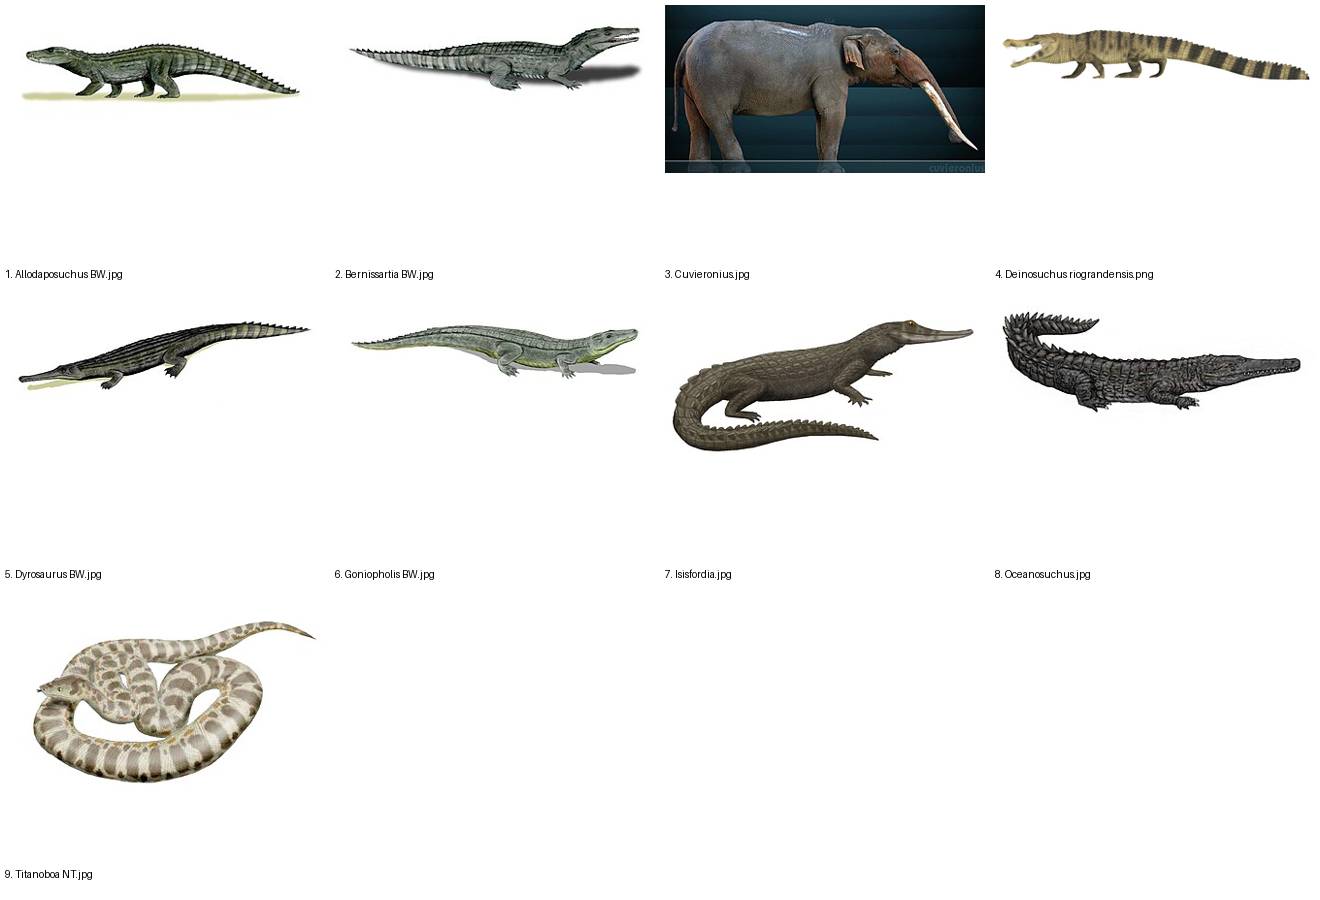 cuvieronius
1. Allodaposuchus BW.jpg
2. Bernissartia BW.jpg
3. Cuvieronius.jpg
4. Deinosuchus riograndensis.png
5. Dyrosaurus BW.jpg
6. Goniopholis BW.jpg
7. Isisfordia.jpg
8. Oceanosuchus.jpg
9. Titanoboa NT.jpg